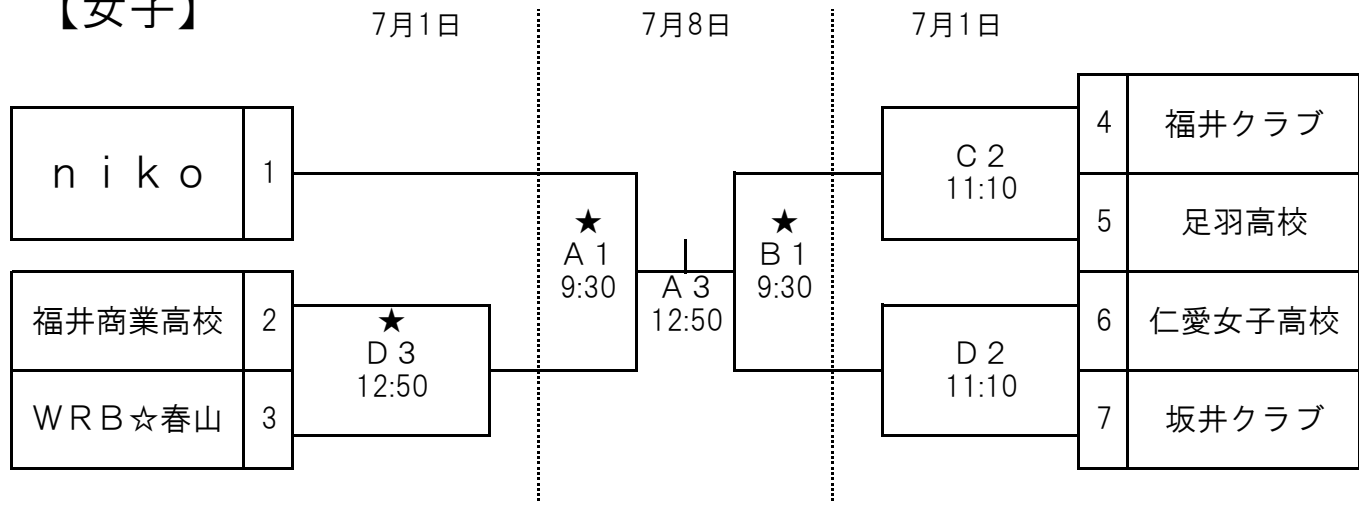 【女子】
7月1日
7月8日
7月1日
ｎｉｋｏ
1
福井商業高校
2
ＷＲＢ☆春山
3
★
Ｄ３
12:50
★
Ａ１
9:30
Ａ３
12:50
★
Ｂ１
9:30
Ｃ２
11:10
Ｄ２
11:10
4
福井クラブ
5
足羽高校
6
仁愛女子高校
7
坂井クラブ